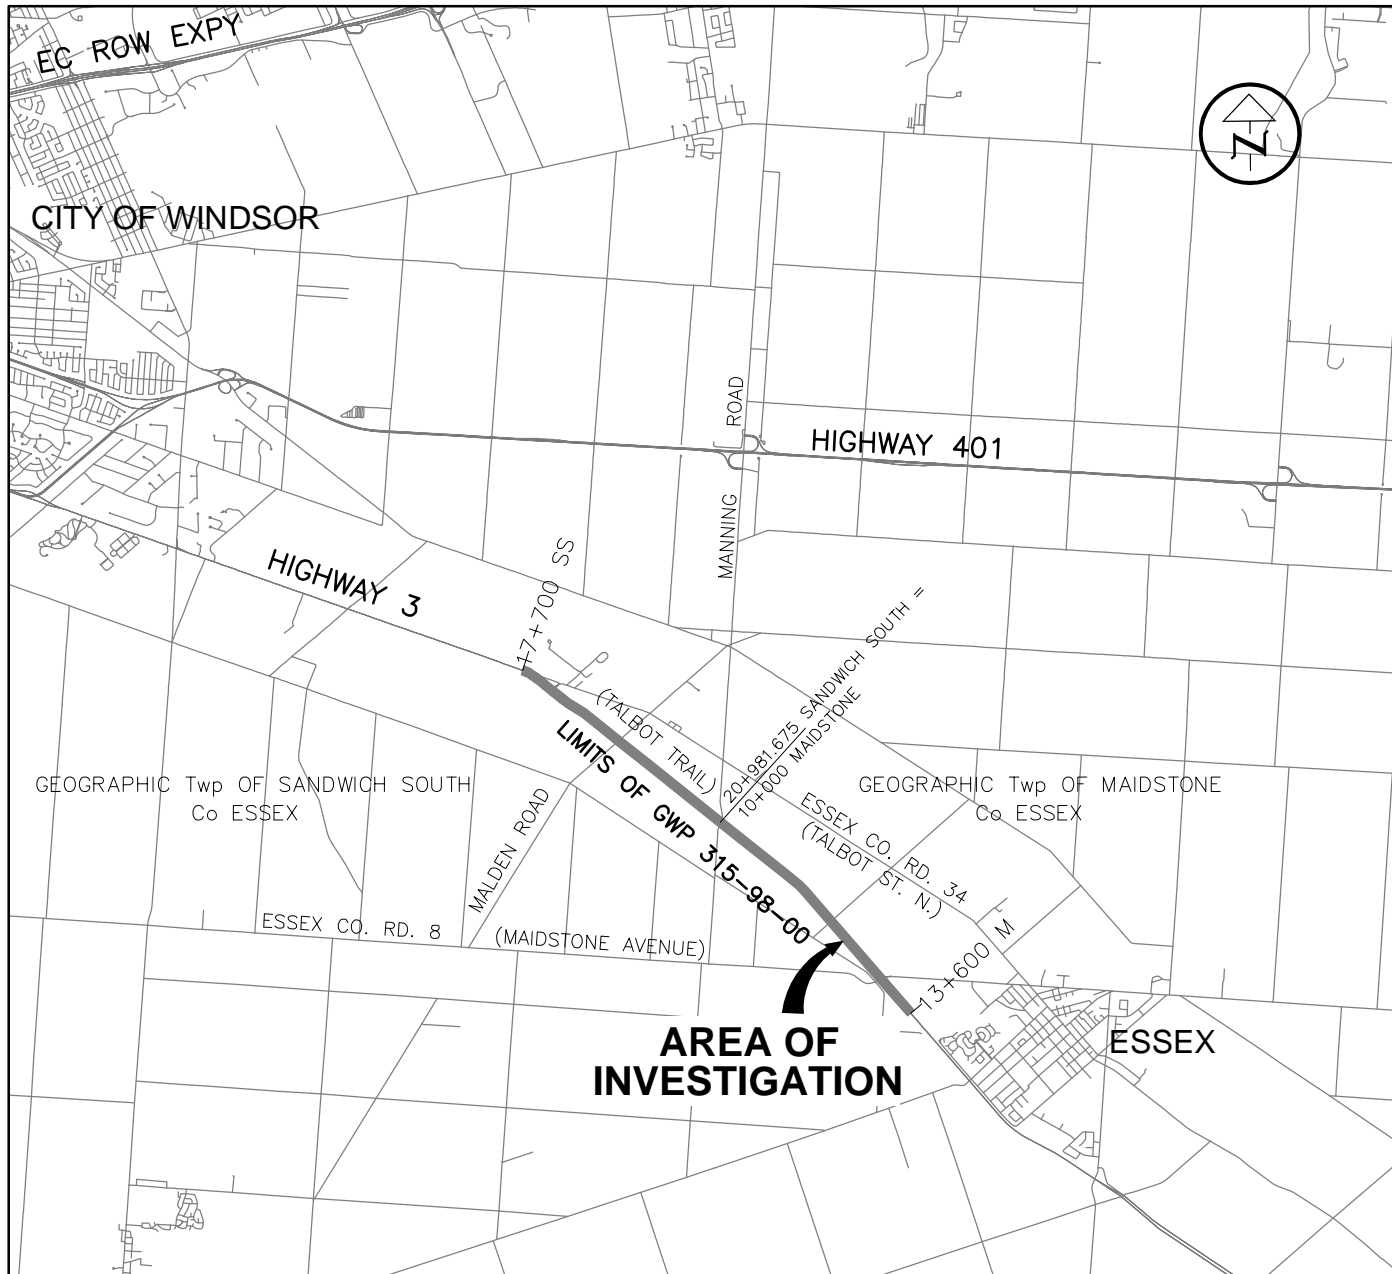 EC ROW EXPY
N
CITY OF WINDSOR
ROAD
HIGHWAY 401
MANNING
HIGHWAY 3
17+700 SS
20+981.675 SANDWICH SOUTH =
10+000 MAIDSTONE
(TALBOT TRAIL)
LIMITS OF GWP 315-98-00
GEOGRAPHIC Twp OF SANDWICH SOUTH
Co ESSEX
GEOGRAPHIC Twp OF MAIDSTONE
Co ESSEX
MALDEN ROAD
ESSEX CO. RD. 34
(TALBOT ST. N.)
ESSEX CO. RD. 8
(MAIDSTONE AVENUE)
13+600 M
AREA OF
INVESTIGATION
ESSEX